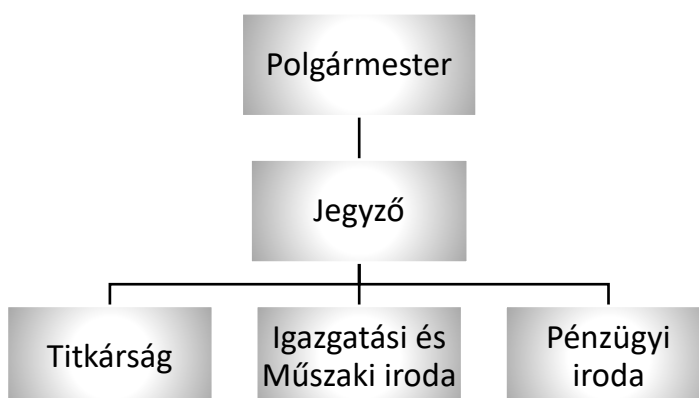 Polgármester
Jegyző
Titkárság
Igazgatási és
Műszaki iroda
Pénzügyi
iroda